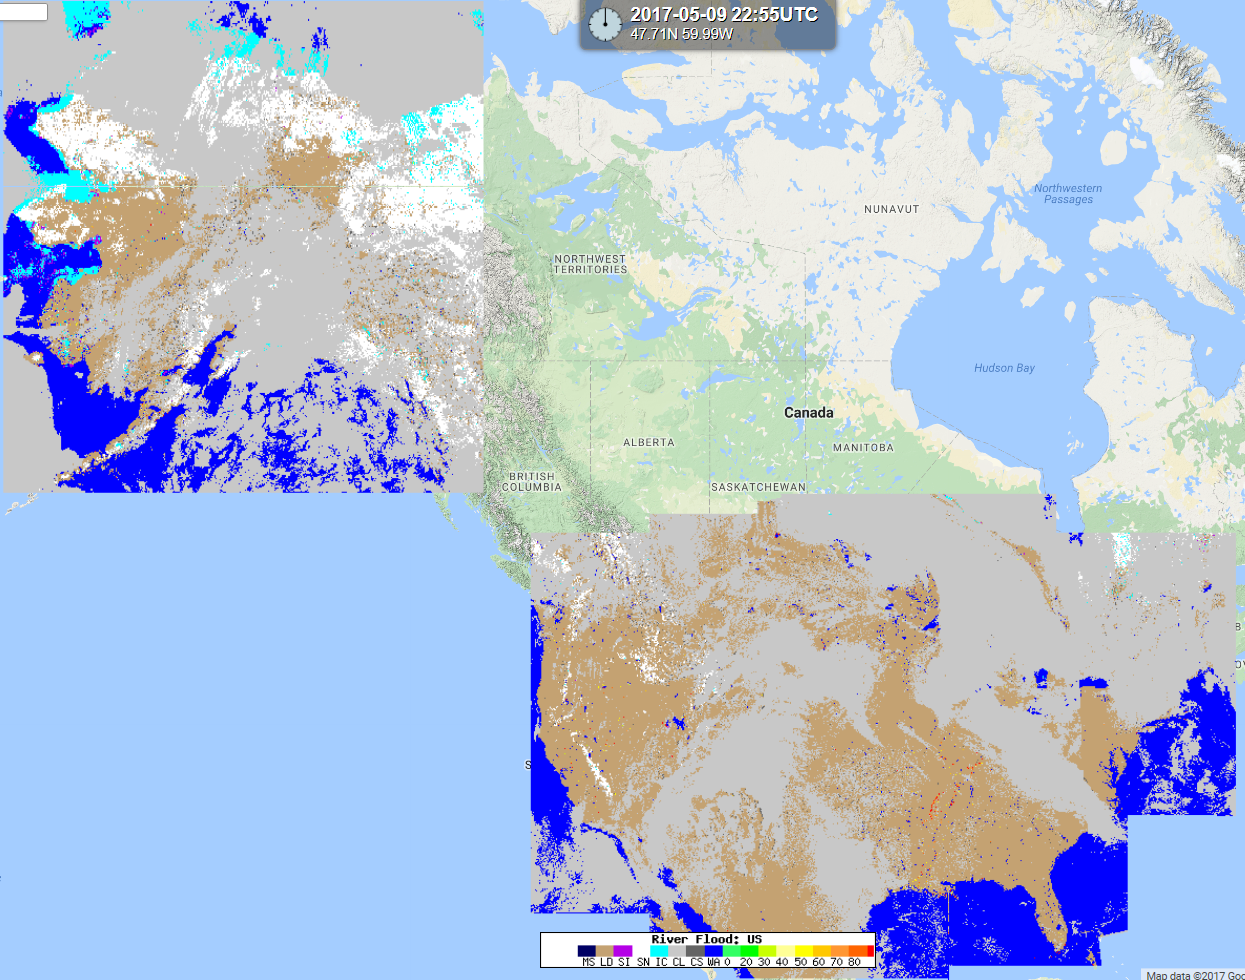 2017-05-09 22:55UTC
47.71N 59.99W
Northwestern
Passages
NUNAVUT
NORTHWEST
TERRITORIES
Hudson Bay
Canada
ALBERTA
MANITOBA
BRITISH
COLUMBIA
SASKATCHEWAN
River Flood: US
MS LD SI SN IC CL CS WA 0 20 30 40 50 60 70 80
Map data ©2017 Goo